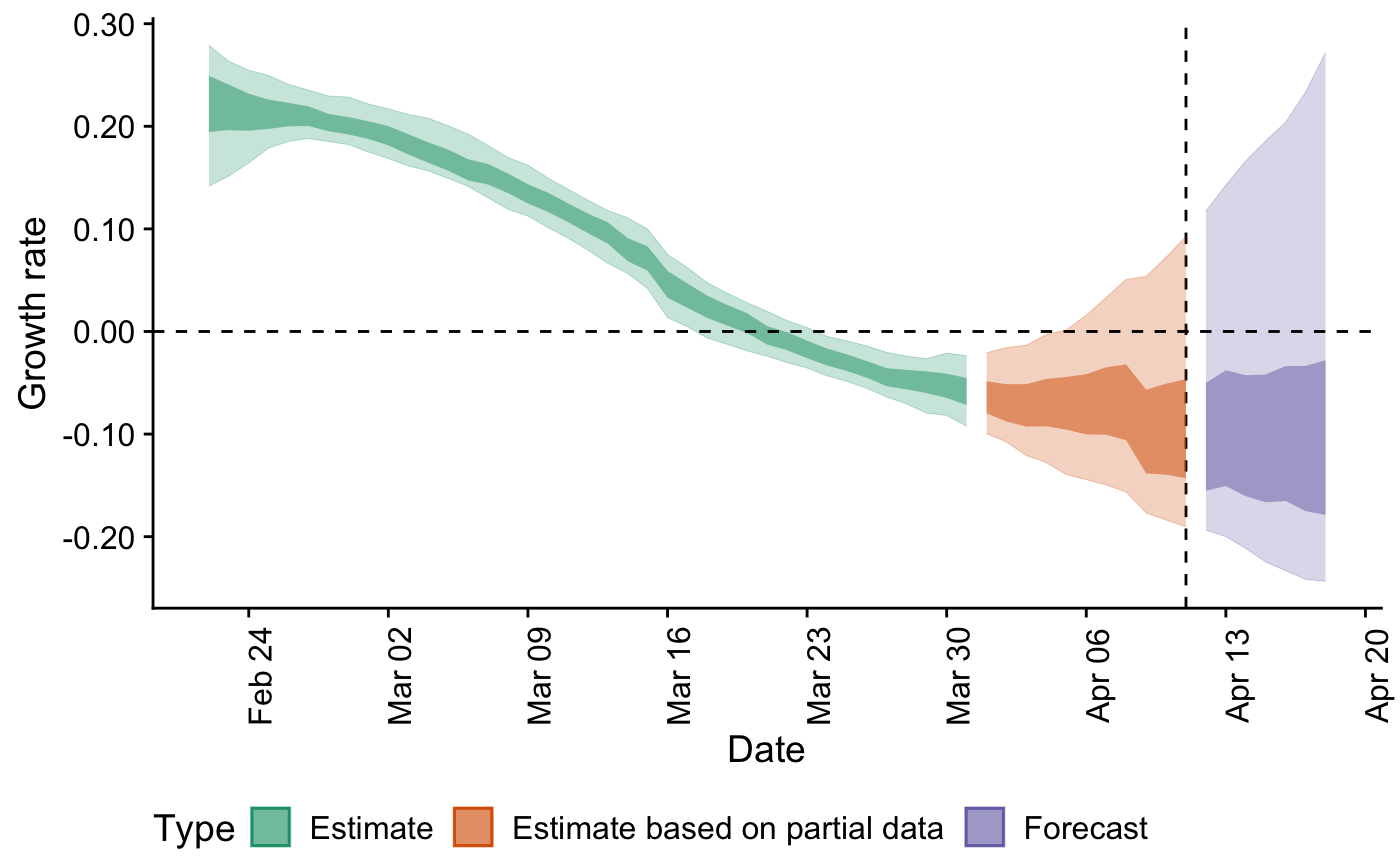 0.30
0.20
0.10
0.00
-0.10
-0.20
Growth rate
Feb 24
Mar 02
Mar 09
Mar 16
Mar 23
Mar 30
Apr 06
Apr 13
Apr 20
Date
Type Estimate Estimate based on partial data Forecast